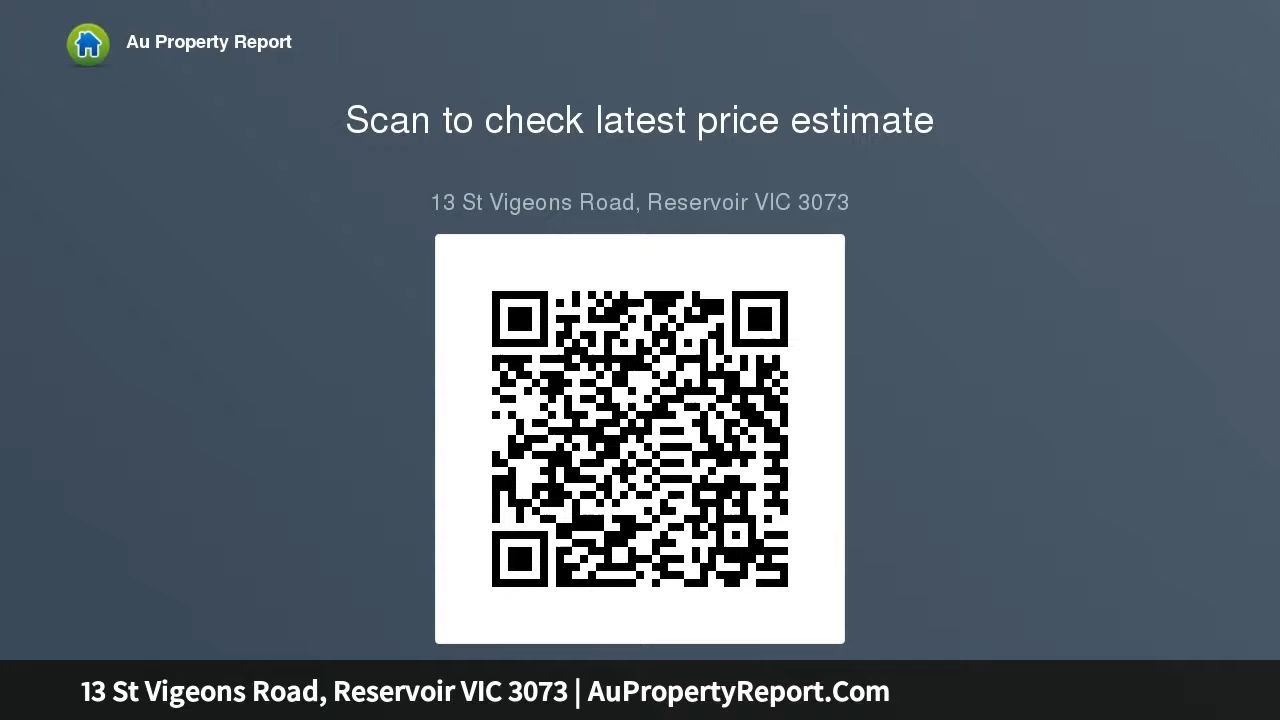 Au Property Report
Scan to check latest price estimate
13 St Vigeons Road, Reservoir VIC 3073
13 St Vigeons Road, Reservoir VIC 3073 | AuPropertyReport.Com